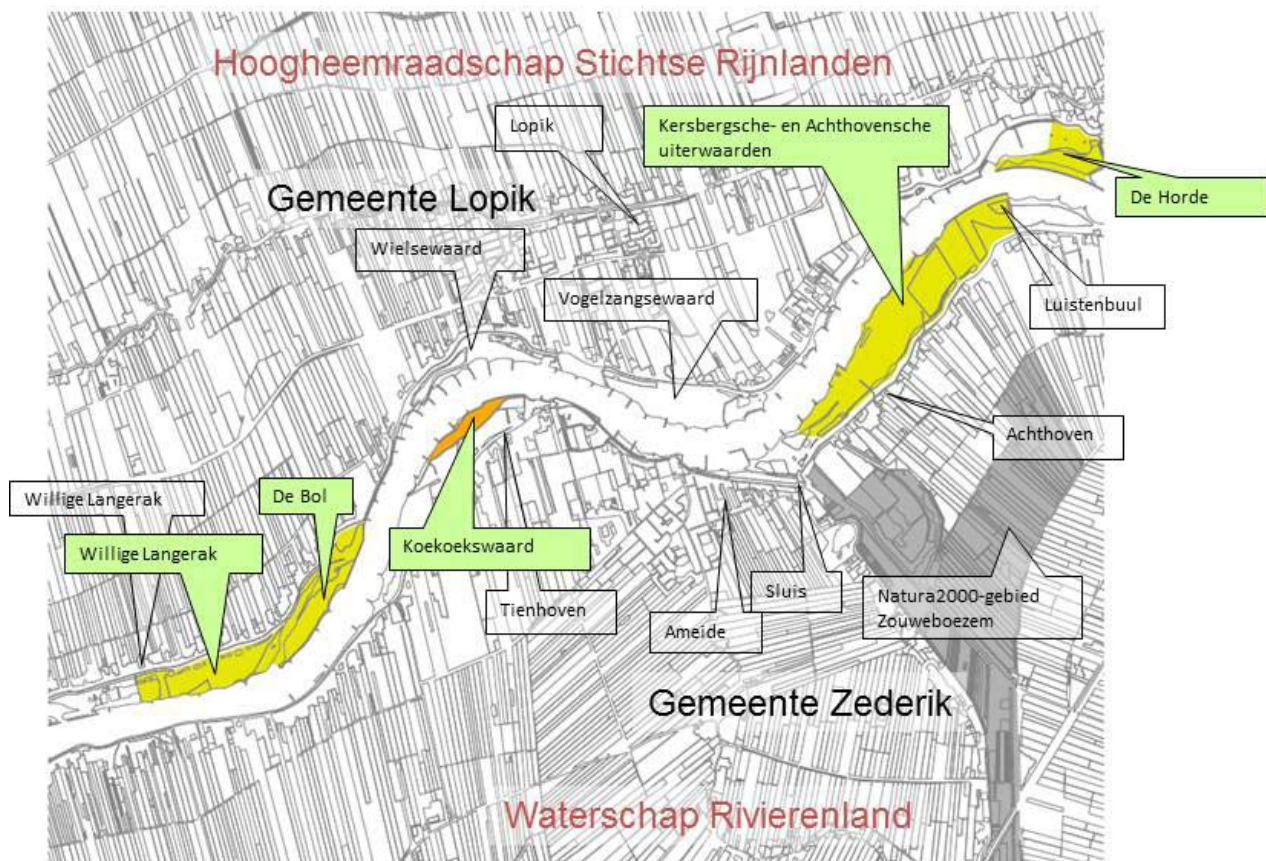 Hoogheemraadschap Stichtse Rijnlanden
Lopik
Kersbergsche- en Achthovensche
uiterwaarden
De Horde
Gemeente Lopik
Wielsewaard
Vogelzangsewaard
Luistenbuul
Achthoven
Willige Langerak
De Bol
Willige Langerak
Koekoekswaard
Tienhoven
Sluis
Ameide
Natura2000-gebied
Zouweboezem
Gemeente Zederik
Waterschap Rivierenland